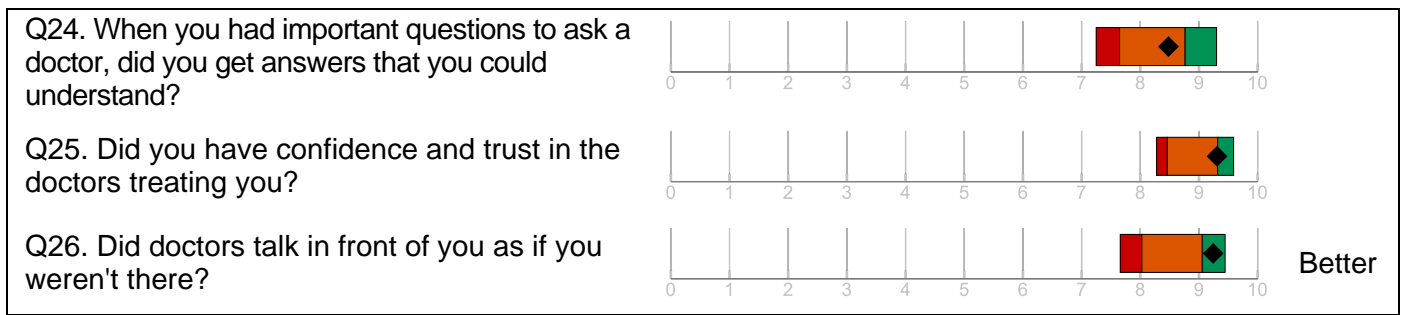 Q24. When you had important questions to ask a
doctor, did you get answers that you could
understand?
0 1 2 3 4 5 6 7 8 9 10
Q25. Did you have confidence and trust in the
doctors treating you?
0 1 2 3 4 5 6 7 8 9 10
Q26. Did doctors talk in front of you as if you
weren't there?
Better
0 1 2 3 4 5 6 7 8 9 10